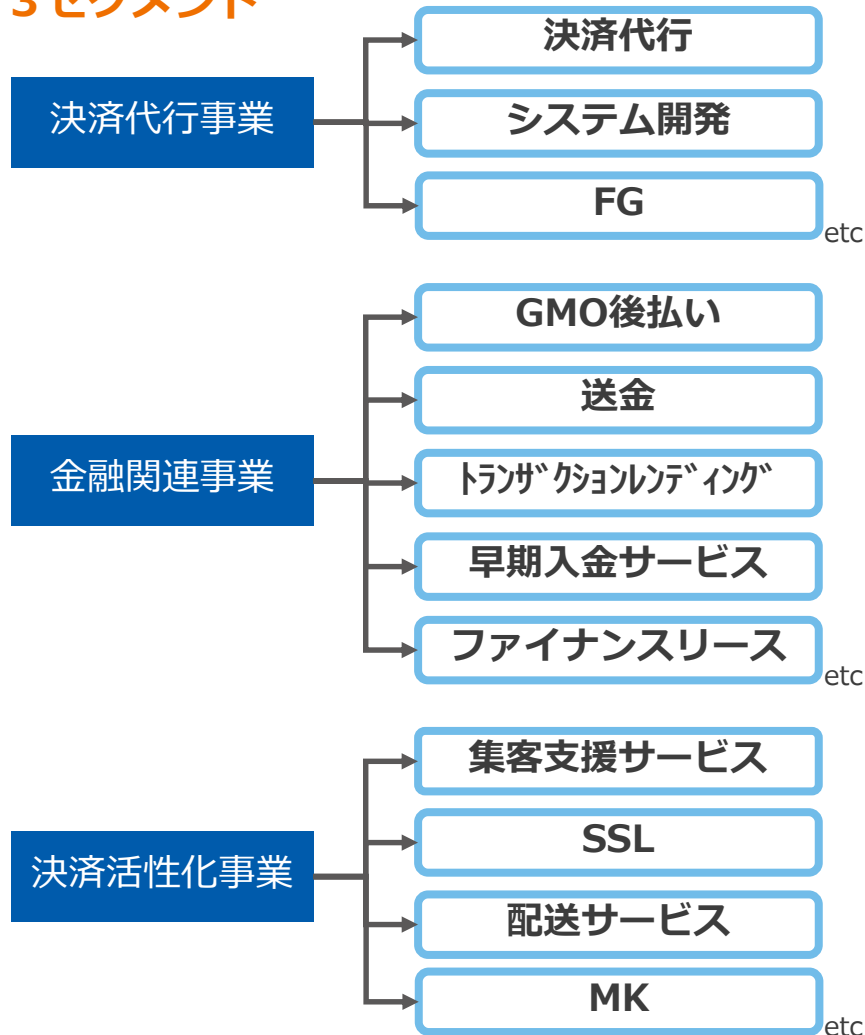 3セグメント
決済代行事業
決済代行
システム開発
FG
etc
金融関連事業
GMO後払い
送金
ﾄﾗﾝｻﾞｸｼｮﾝﾚﾝﾃﾞｨﾝｸﾞ
早期入金サービス
ファイナンスリース
etc
決済活性化事業
集客支援サービス
SSL
配送サービス
MK
etc